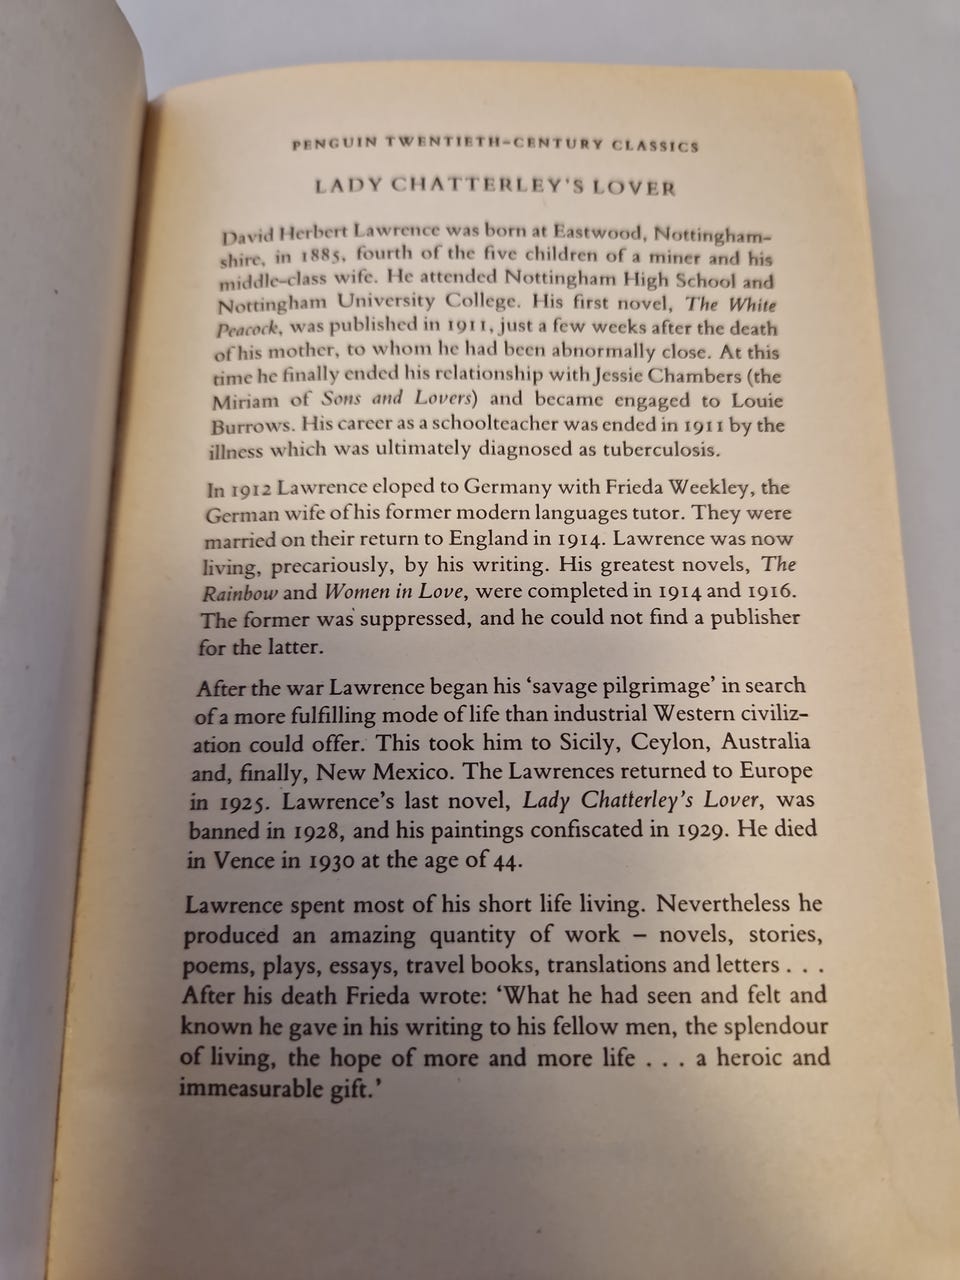 PENGUIN TWENTIETH-CENTURY CLASSICS
LADY CHATTERLEY'S LOVER
David Herbert Lawrence was born at Eastwood, Nottingham-
shire, in 1885, fourth of the five children of a miner and his
middle-class wife. He attended Nottingham High School and
Nottingham University College. His first novel, The White
Peacock, was published in 1911, just a few weeks after the death
of his mother, to whom he had been abnormally close. At this
time he finally ended his relationship with Jessie Chambers (the
Miriam of Sons and Lovers) and became engaged to Louie
Burrows. His career as a schoolteacher was ended in 1911 by the
illness which was ultimately diagnosed as tuberculosis.
In 1912 Lawrence eloped to Germany with Frieda Weekley, the
German wife of his former modern languages tutor. They were
married on their return to England in 1914. Lawrence was now
living, precariously, by his writing. His greatest novels, The
Rainbow and Women in Love, were completed in 1914 and 1916.
The former was suppressed, and he could not find a publisher
for the latter.
After the war Lawrence began his 'savage pilgrimage' in search
of a more fulfilling mode of life than industrial Western civiliz-
ation could offer. This took him to Sicily, Ceylon, Australia
and, finally, New Mexico. The Lawrences returned to Europe
in 1925. Lawrence's last novel, Lady Chatterley's Lover, was
banned in 1928, and his paintings confiscated in 1929. He died
in Vence in 1930 at the age of 44.
Lawrence spent most of his short life living. Nevertheless he
produced an amazing quantity of work – novels, stories,
poems, plays, essays, travel books, translations and letters . . .
After his death Frieda wrote: 'What he had seen and felt and
known he gave in his writing to his fellow men, the splendour
of living, the hope of more and more life . . . a heroic and
immeasurable gift.'